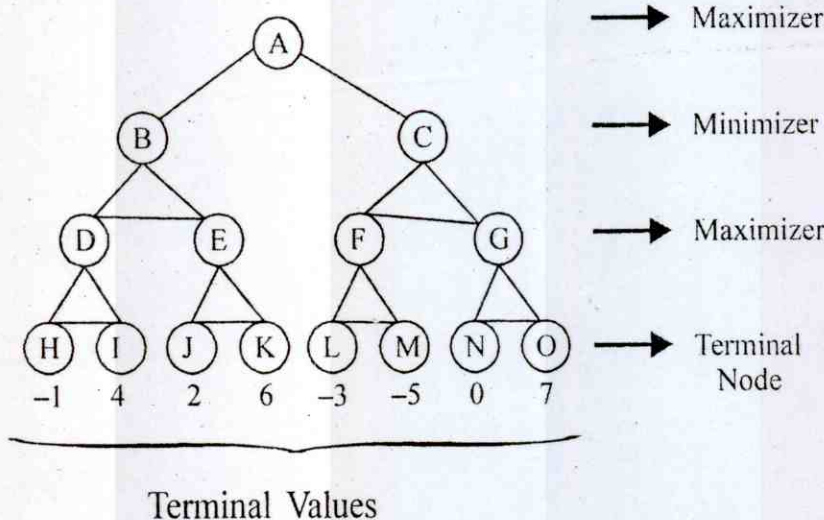 A
Maximizer
B
C
Minimizer
D
E
F
G
Maximizer
H
I
J
K
L
M
N
O
Terminal
Node
–1
4
2
6
–3
–5
0
7
Terminal Values